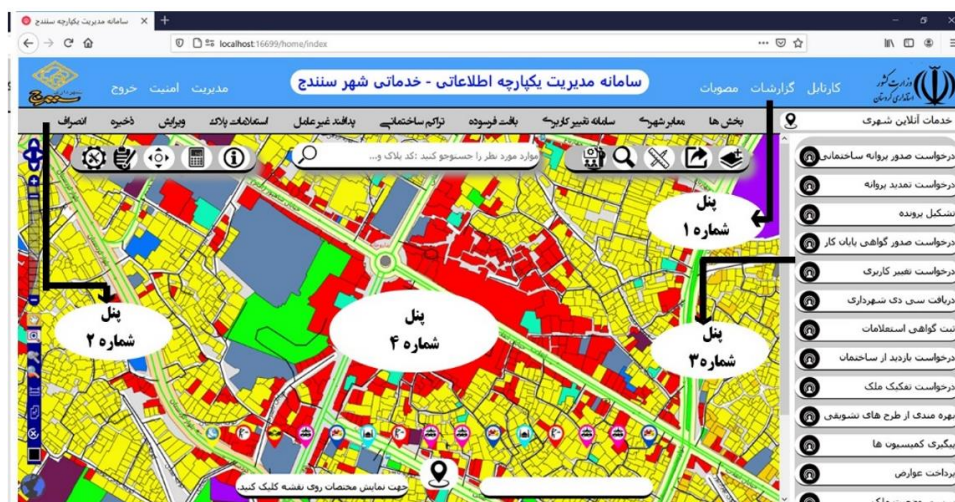 سامانه مدیریت یکپارچه سنندج
localhost:16699/home/index
وزارت کشور
استانداری کردستان
کارتابل گزارشات مصوبات
سامانه مدیریت یکپارچه اطلاعاتی - خدماتی شهر سنندج
مدیریت امنیت خروج
شهرداری سنندج
خدمات آنلاین شهری
بخش ها معابر شهری سامانه تغییر کاربری بافت فرسوده تراکم ساختمانی پدافند غیرعامل استعلامات پلاک ویرایش ذخیره انصراف
موارد مورد نظر را جستوجو کنید :کد پلاک و...
درخواست صدور پروانه ساختمانی
درخواست تمدید پروانه
تشکیل پرونده
درخواست صدور گواهی پایان کار
درخواست تغییر کاربری
دریافت سی دی شهرداری
ثبت گواهی استعلامات
درخواست بازدید از ساختمان
درخواست تفکیک ملک
بهره مندی از طرح های تشویقی
پیگیری کمیسیون ها
پرداخت عوارض
پنل
شماره ۱
پنل
شماره ۲
پنل
شماره ۴
پنل
شماره ۳
جهت نمایش مختصات روی نقشه کلیک کنید.